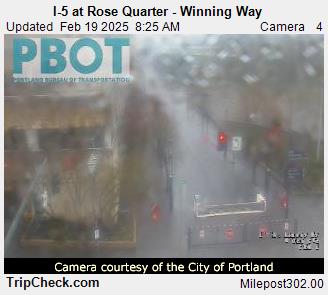 I-5 at Rose Quarter - Winning Way
Updated Feb 19 2025 8:25 AM Camera 4
PBOT
PORTLAND BUREAU OF TRANSPORTATION
Camera courtesy of the City of Portland
TripCheck.com Milepost302.00